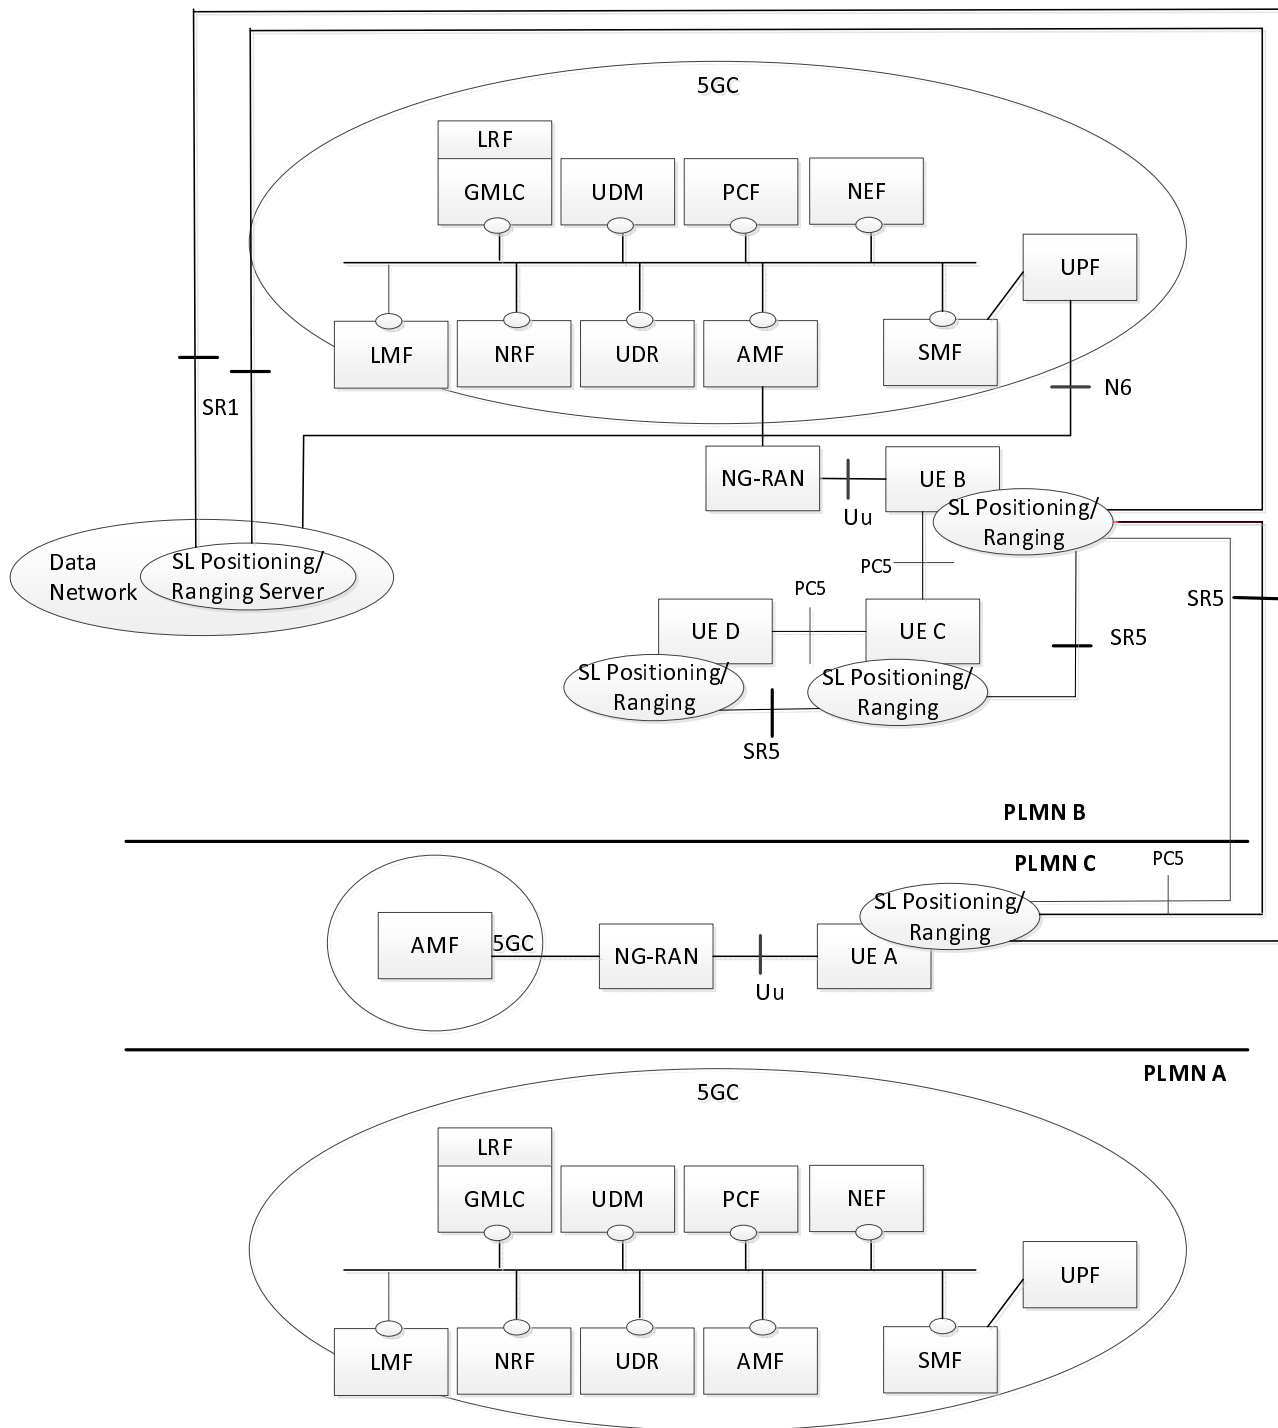 5GC
LRF
GMLC
UDM
PCF
NEF
UPF
LMF
NRF
UDR
AMF
SMF
SR1
N6
NG-RAN
Uu
UE B
SL Positioning/
Ranging
Data
Network
SL Positioning/
Ranging Server
PC5
PC5
SR5
SR5
UE D
UE C
SL Positioning/
Ranging
SL Positioning/
Ranging
SR5
PLMN B
PLMN C
PC5
AMF
5GC
NG-RAN
Uu
UE A
SL Positioning/
Ranging
PLMN A
5GC
LRF
GMLC
UDM
PCF
NEF
UPF
LMF
NRF
UDR
AMF
SMF